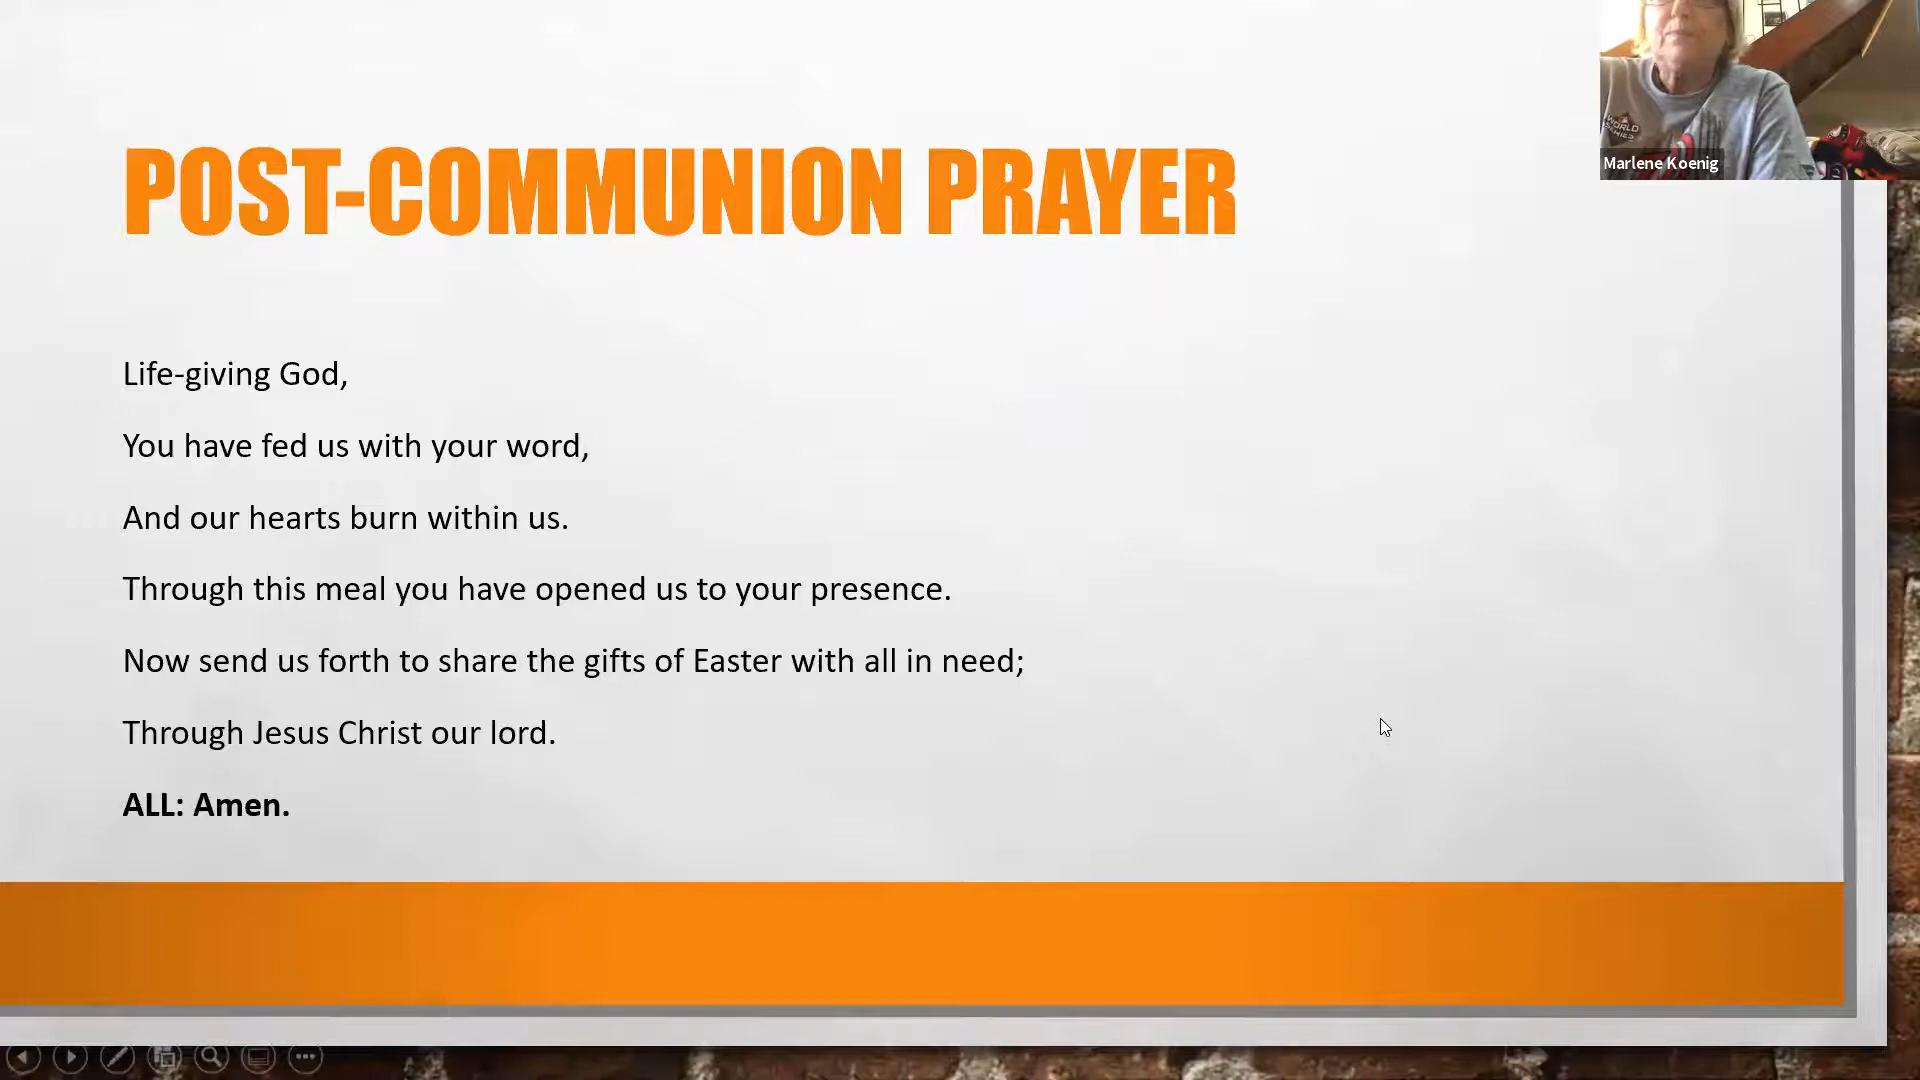 POST-COMMUNION PRAYER
Life-giving God,
You have fed us with your word,
And our hearts burn within us.
Through this meal you have opened us to your presence.
Now send us forth to share the gifts of Easter with all in need;
Through Jesus Christ our lord.
ALL: Amen.
WORLD
SERIES
Marlene Koenig